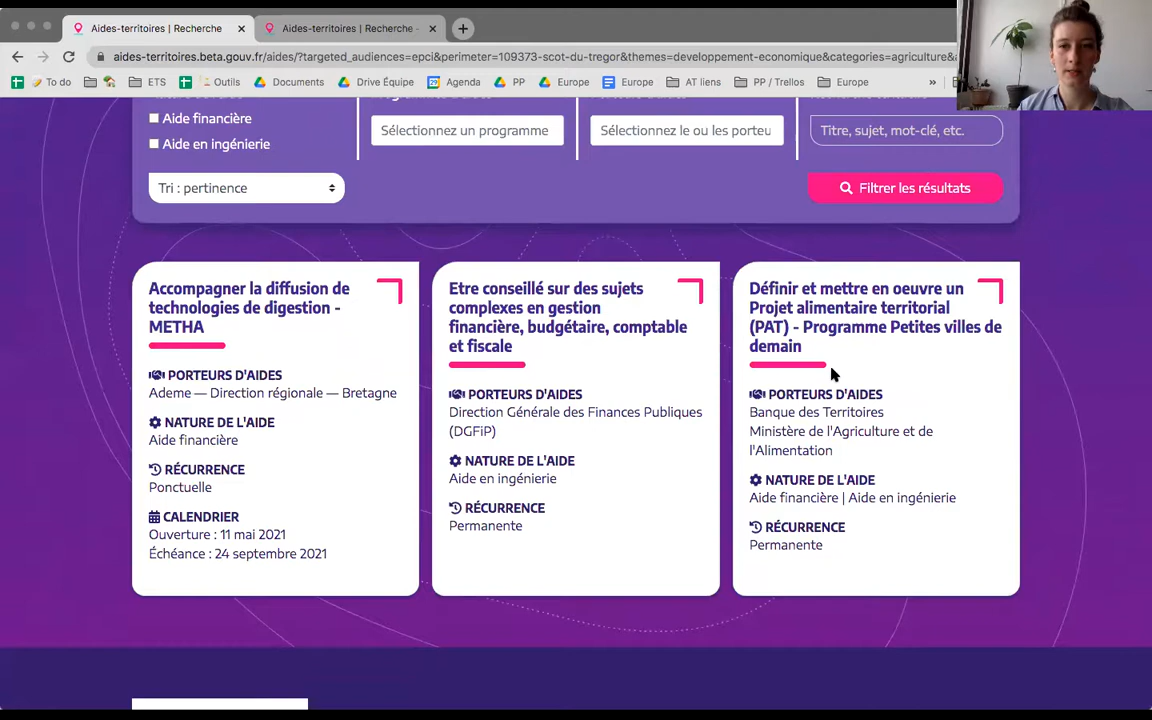 Aides-territoires | Recherche
Aides-territoires | Recherche -
aides-territoires.beta.gouv.fr/aides/?targeted_audiences=epci&perimeter=109373-scot-du-tregor&themes=developpement-economique&categories=agriculture&
To do
ETS
Outils
Documents
Drive Équipe
Agenda
PP
Europe
Europe
AT liens
PP / Trellos
Europe
»
Aide financière
Aide en ingénierie
Sélectionnez un programme
Sélectionnez le ou les porteu
Titre, sujet, mot-clé, etc.
Tri : pertinence
Filtrer les résultats
Accompagner la diffusion de
technologies de digestion -
METHA
PORTEURS D'AIDES
Ademe — Direction régionale — Bretagne
NATURE DE L'AIDE
Aide financière
RÉCURRENCE
Ponctuelle
CALENDRIER
Ouverture : 11 mai 2021
Échéance : 24 septembre 2021
Etre conseillé sur des sujets
complexes en gestion
financière, budgétaire, comptable
et fiscale
PORTEURS D'AIDES
Direction Générale des Finances Publiques
(DGFiP)
NATURE DE L'AIDE
Aide en ingénierie
RÉCURRENCE
Permanente
Définir et mettre en oeuvre un
Projet alimentaire territorial
(PAT) - Programme Petites villes de
demain
PORTEURS D'AIDES
Banque des Territoires
Ministère de l'Agriculture et de
l'Alimentation
NATURE DE L'AIDE
Aide financière | Aide en ingénierie
RÉCURRENCE
Permanente